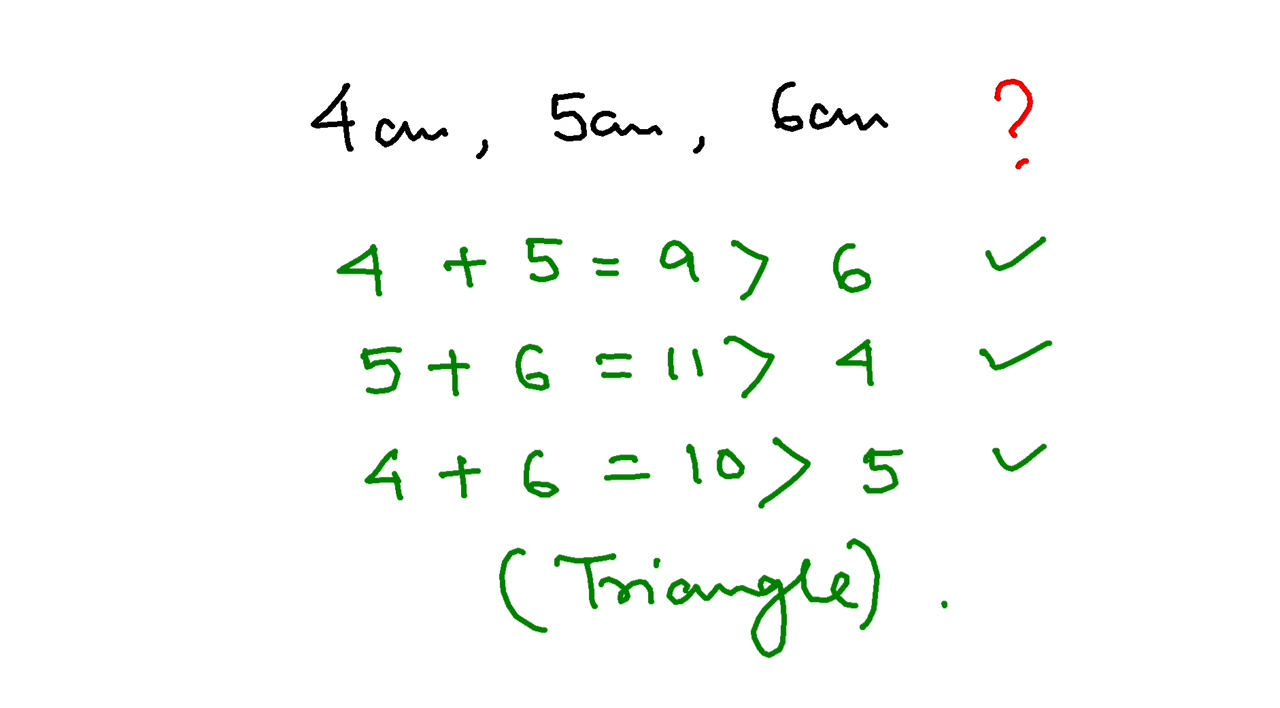 4cm, 5cm, 6cm ?
4 + 5 = 9 > 6 ✓
5 + 6 = 11 > 4 ✓
4 + 6 = 10 > 5 ✓
(Triangle).